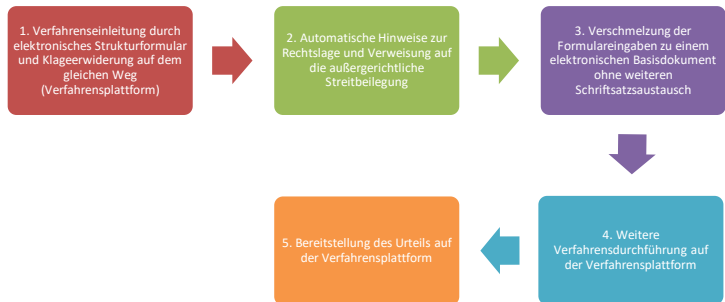 1. Verfahrenseinleitung durch
elektronisches Strukturformular
und Klageerwiderung auf dem
gleichen Weg
(Verfahrensplattform)
2. Automatische Hinweise zur
Rechtslage und Verweisung auf
die außergerichtliche
Streitbeilegung
3. Verschmelzung der
Formulareingaben zu einem
elektronischen Basisdokument
ohne weiteren
Schriftsatzaustausch
4. Weitere
Verfahrensdurchführung auf
der Verfahrensplattform
5. Bereitstellung des Urteils auf
der Verfahrensplattform